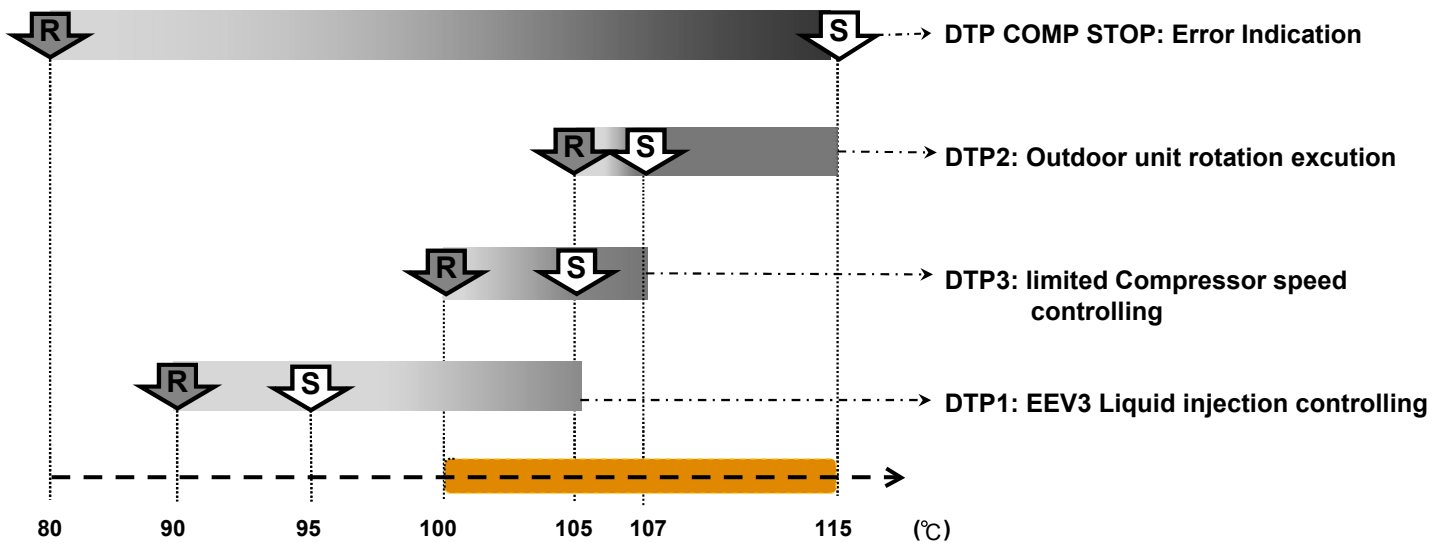 R S DTP COMP STOP: Error Indication
R S DTP2: Outdoor unit rotation excution
R S DTP3: limited Compressor speed
controlling
R S DTP1: EEV3 Liquid injection controlling
80 90 95 100 105 107 115 (℃)